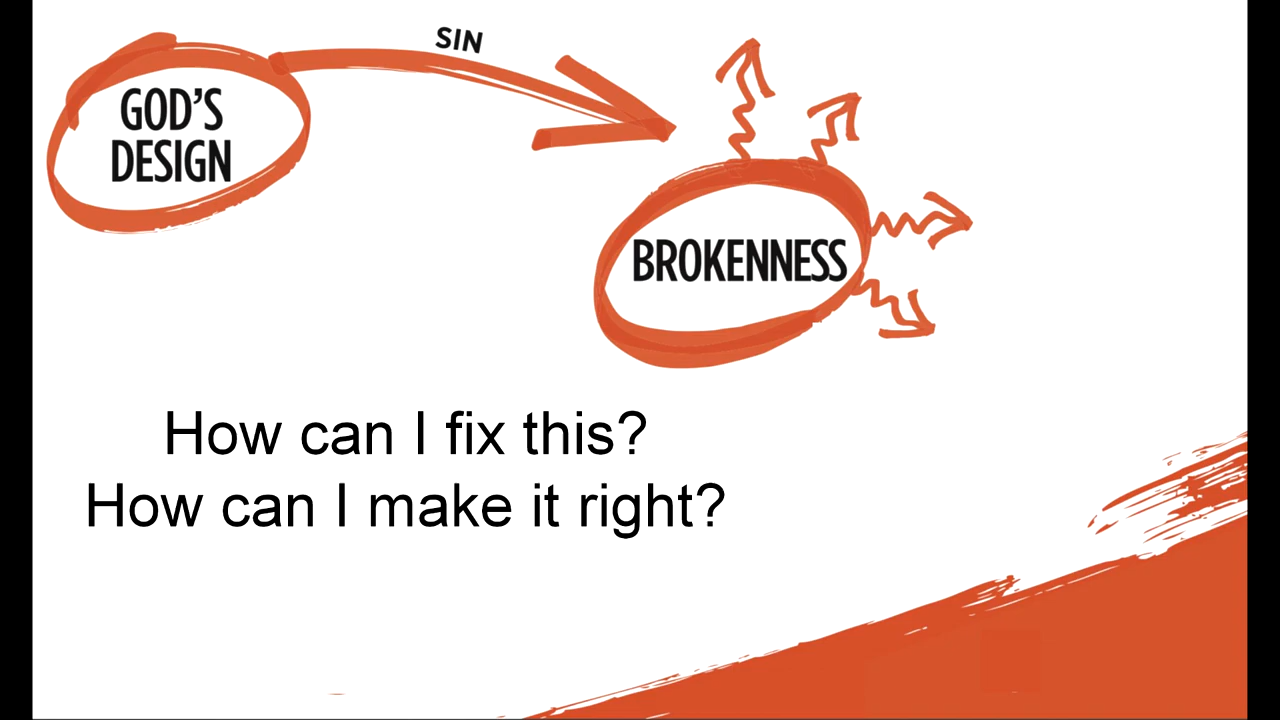 SIN
GOD'S
DESIGN
BROKENNESS
How can I fix this?
How can I make it right?